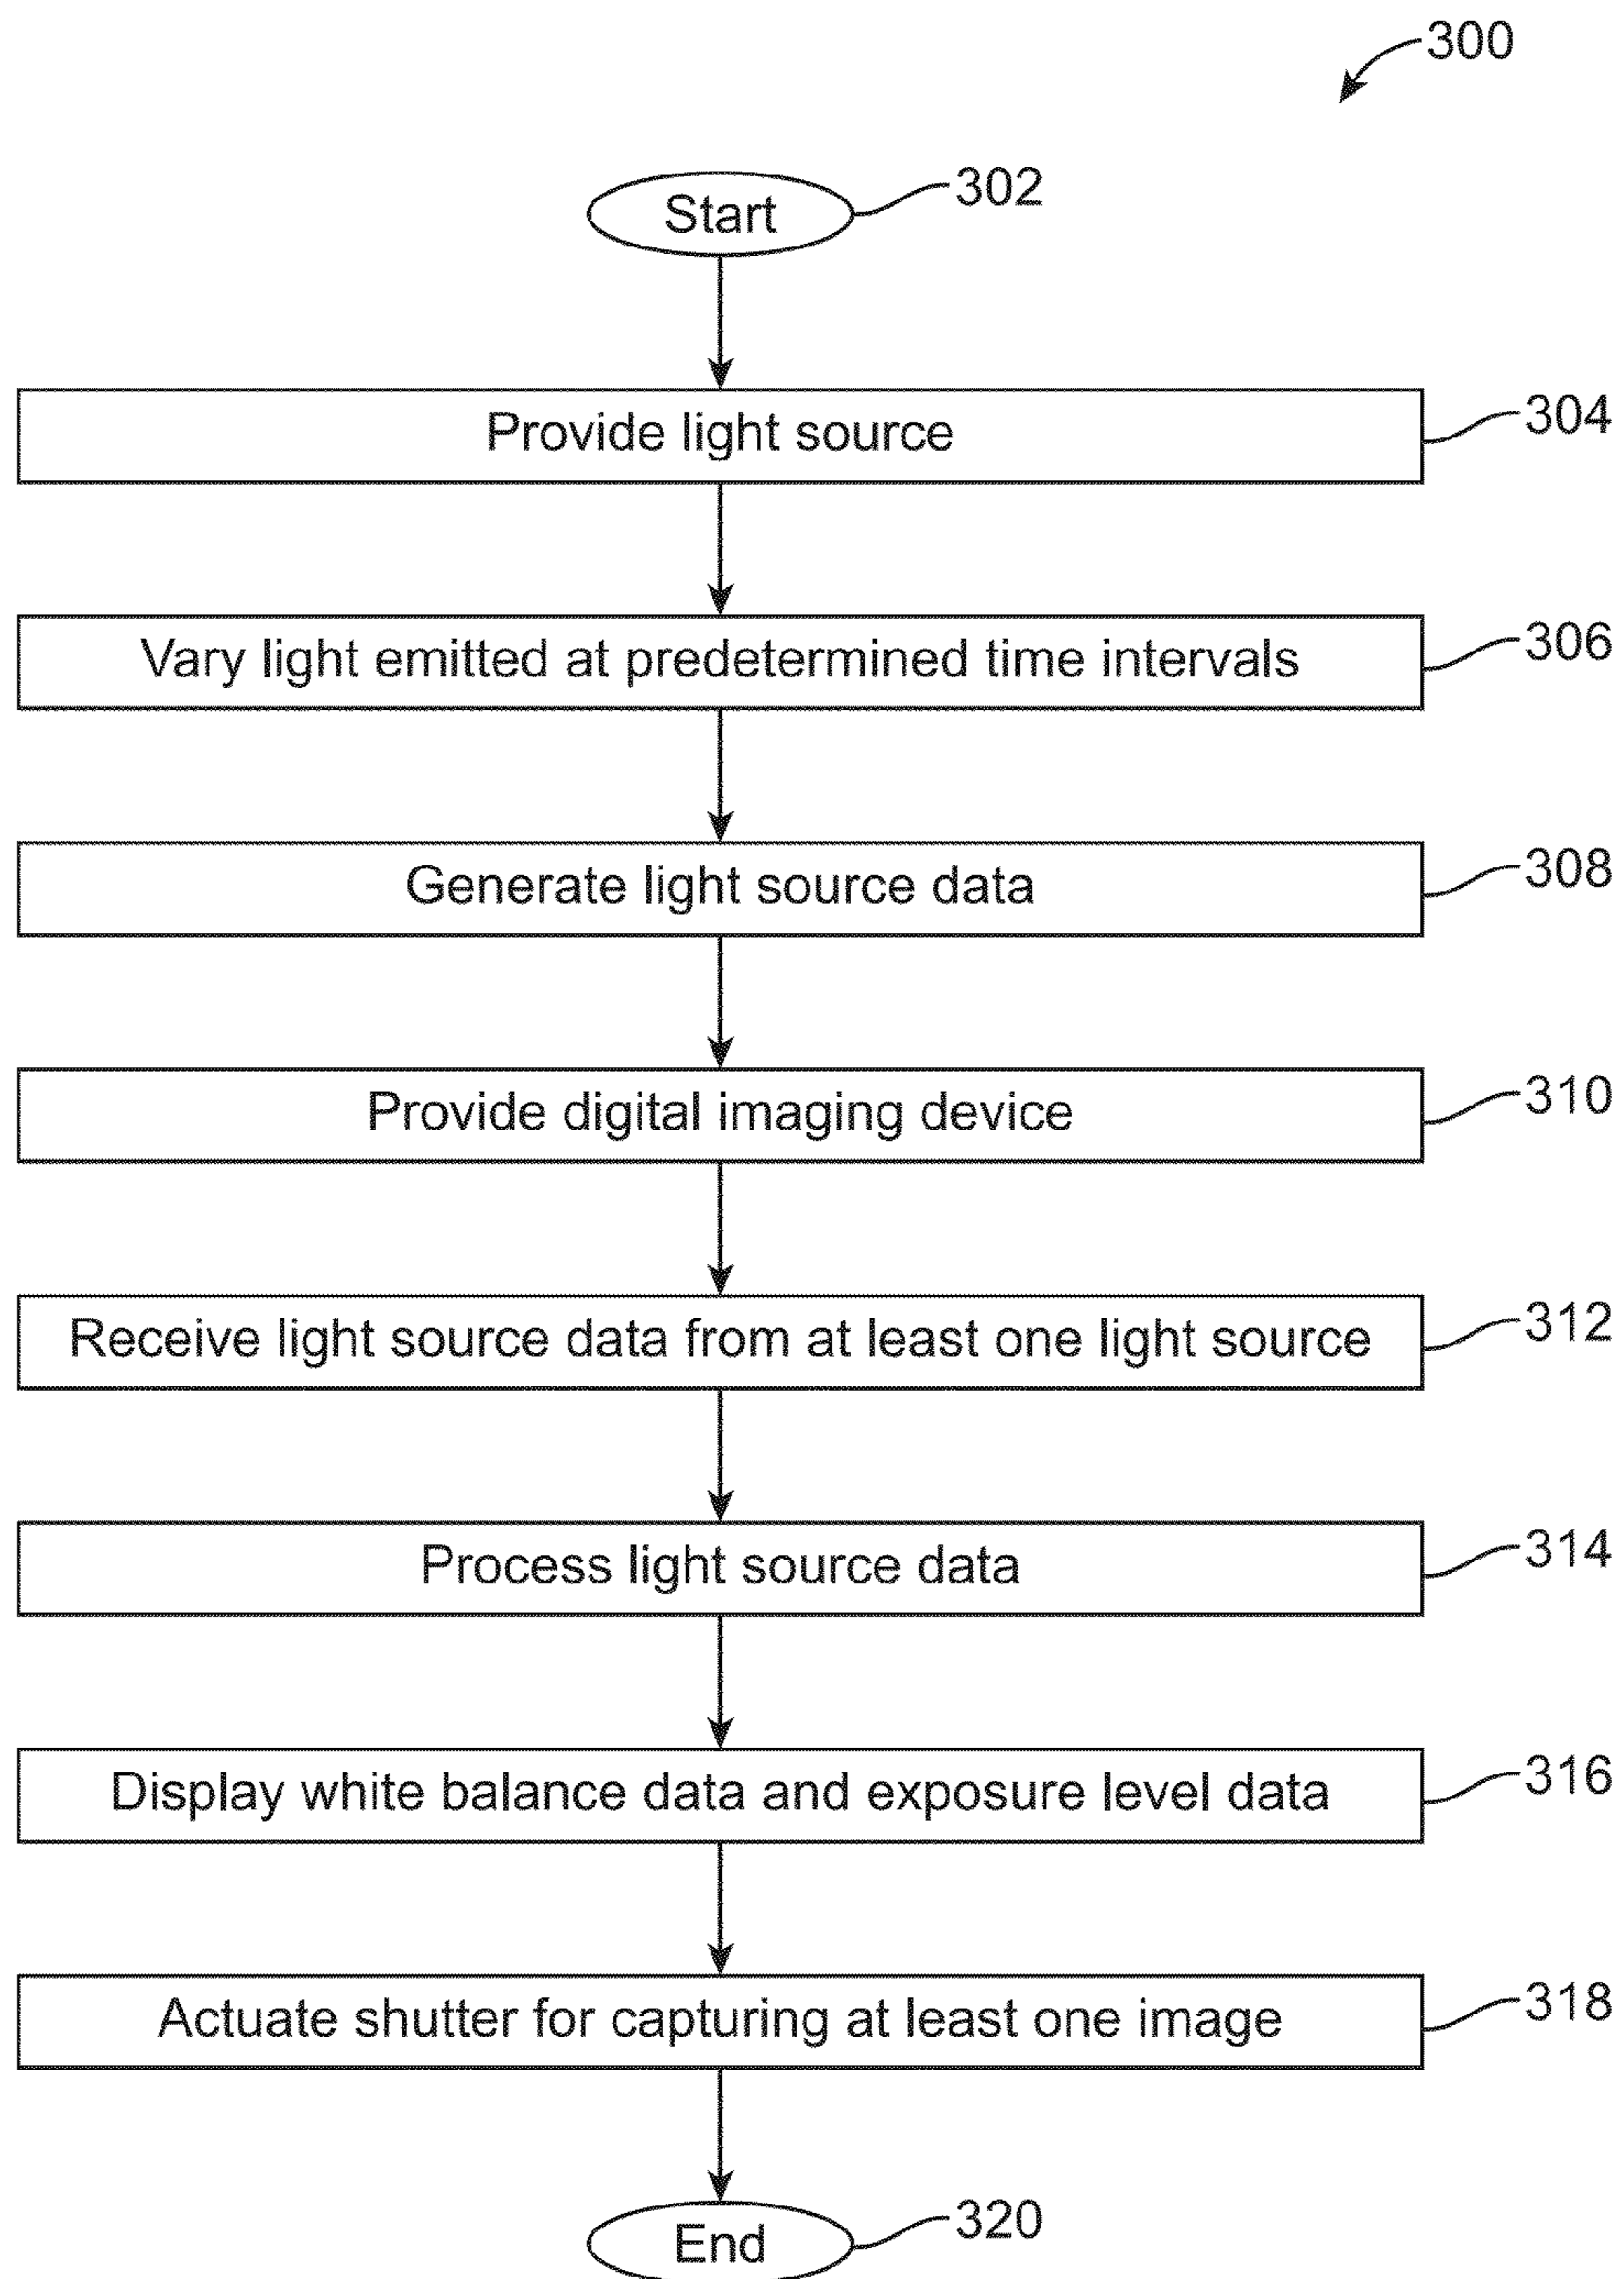 300
Start
302
Provide light source
304
Vary light emitted at predetermined time intervals
306
Generate light source data
308
Provide digital imaging device
310
Receive light source data from at least one light source
312
Process light source data
314
Display white balance data and exposure level data
316
Actuate shutter for capturing at least one image
318
End
320